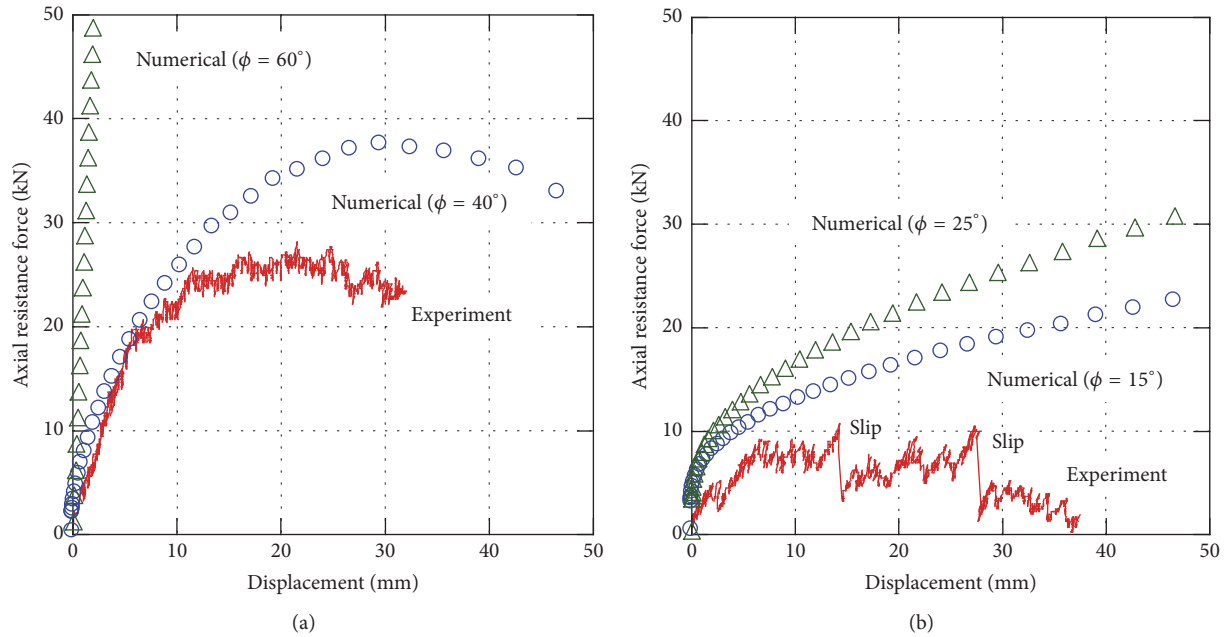 50
40
30
20
10
0
Axial resistance force (kN)
Numerical (ϕ = 60°)
Numerical (ϕ = 40°)
Experiment
0 10 20 30 40 50
Displacement (mm)
(a)
50
40
30
20
10
0
Axial resistance force (kN)
Numerical (ϕ = 25°)
Numerical (ϕ = 15°)
Slip
Slip
Experiment
0 10 20 30 40 50
Displacement (mm)
(b)